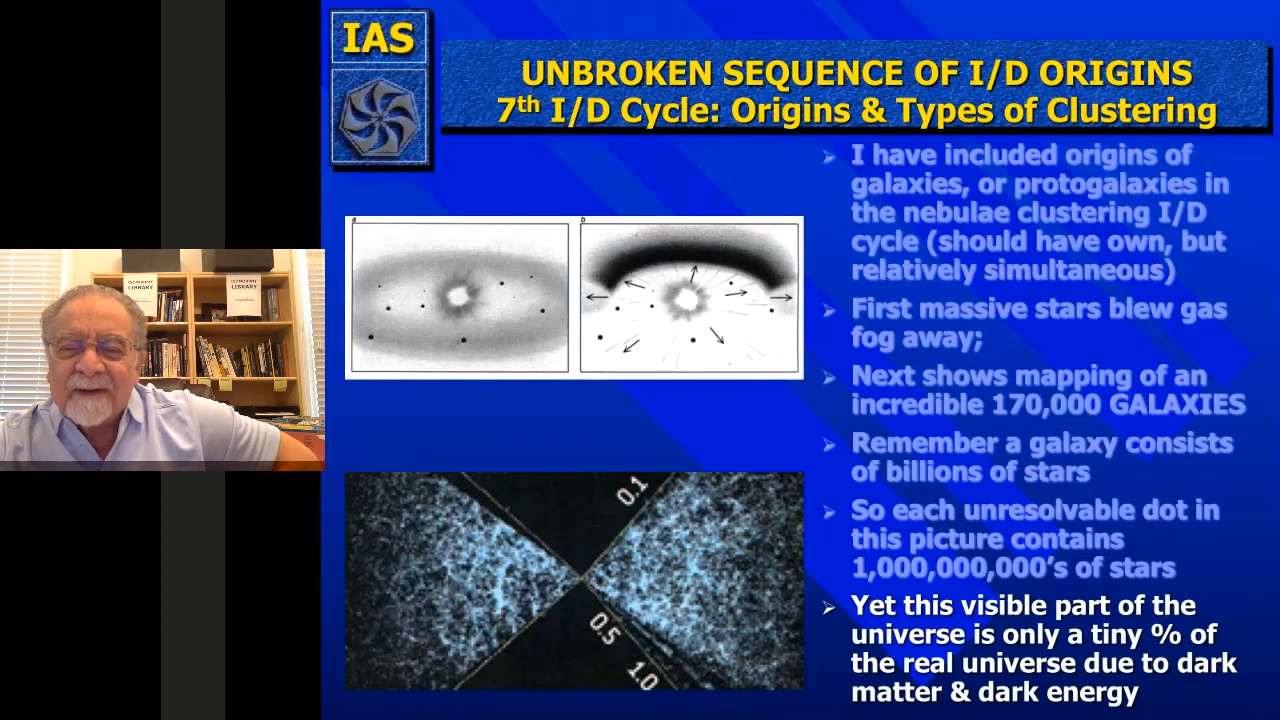 IAS
UNBROKEN SEQUENCE OF I/D ORIGINS
7th I/D Cycle: Origins & Types of Clustering
I have included origins of
galaxies, or protogalaxies in
the nebulae clustering I/D
cycle (should have own, but
relatively simultaneous)
First massive stars blew gas
fog away;
Next shows mapping of an
incredible 170,000 GALAXIES
Remember a galaxy consists
of billions of stars
So each unresolvable dot in
this picture contains
1,000,000,000’s of stars
Yet this visible part of the
universe is only a tiny % of
the real universe due to dark
matter & dark energy
a
b
0.1
0.5
1.0
ISOMORPHY
LIBRARY
ISOMORPHY
LIBRARY